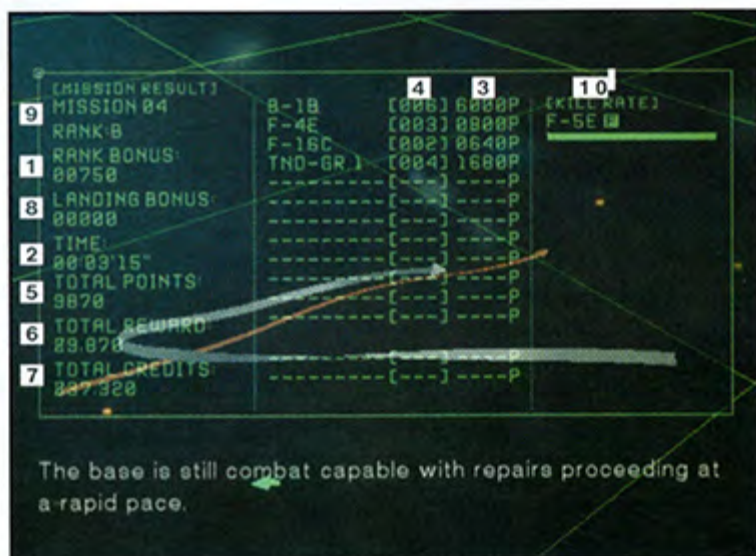 4 3 10
9
[MISSION RESULT]
MISSION 04
RANK:B
1
RANK BONUS:
00750
8
LANDING BONUS:
00000
2
TIME:
00:03'15"
5
TOTAL POINTS:
9870
6
TOTAL REWARD:
09.870
7
TOTAL CREDITS:
B-1B [006] 6000P
F-4E [003] 0800P
F-16C [002] 0640P
TND-GR.1 [004] 1680P
--------[---]----P
--------[---]----P
--------[---]----P
--------[---]----P
--------[---]----P
--------[---]----P
--------[---]----P
--------[---]----P
--------[---]----P
--------[---]----P
[KILL RATE]
F-5E F
The base is still combat capable with repairs proceeding at
a rapid pace.